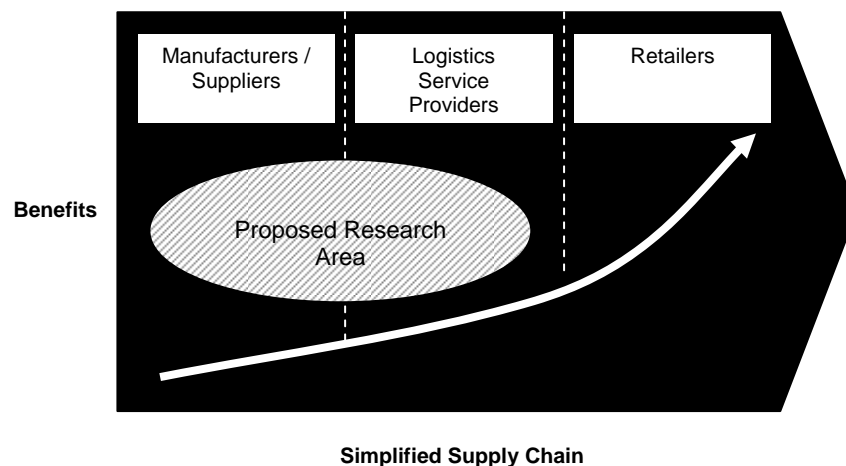 Manufacturers /
Suppliers
Logistics
Service
Providers
Retailers
Benefits
Proposed Research
Area
Simplified Supply Chain